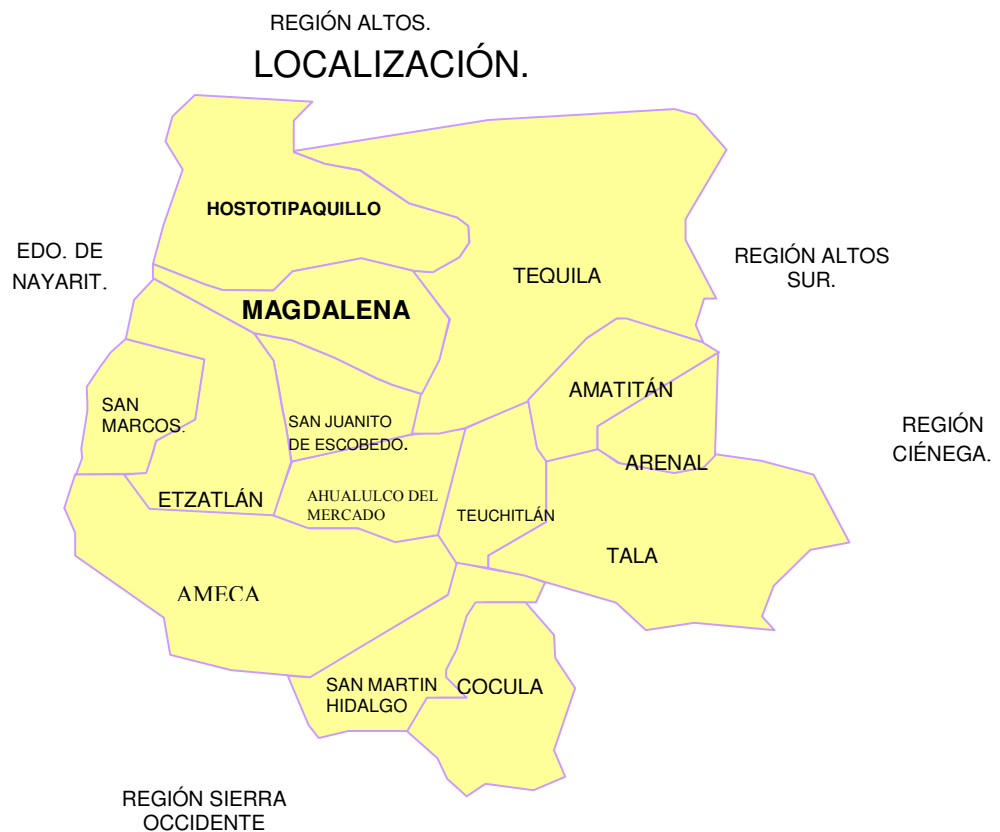 REGIÓN ALTOS.
LOCALIZACIÓN.
HOSTOTIPAQUILLO
EDO. DE
NAYARIT.
TEQUILA
REGIÓN ALTOS
SUR.
MAGDALENA
AMATITÁN
SAN
MARCOS.
SAN JUANITO
DE ESCOBEDO.
REGIÓN
CIÉNEGA.
ARENAL
ETZATLÁN
AHUALULCO DEL
MERCADO
TEUCHITLÁN
TALA
AMECA
SAN MARTIN
HIDALGO
COCULA
REGIÓN SIERRA
OCCIDENTE